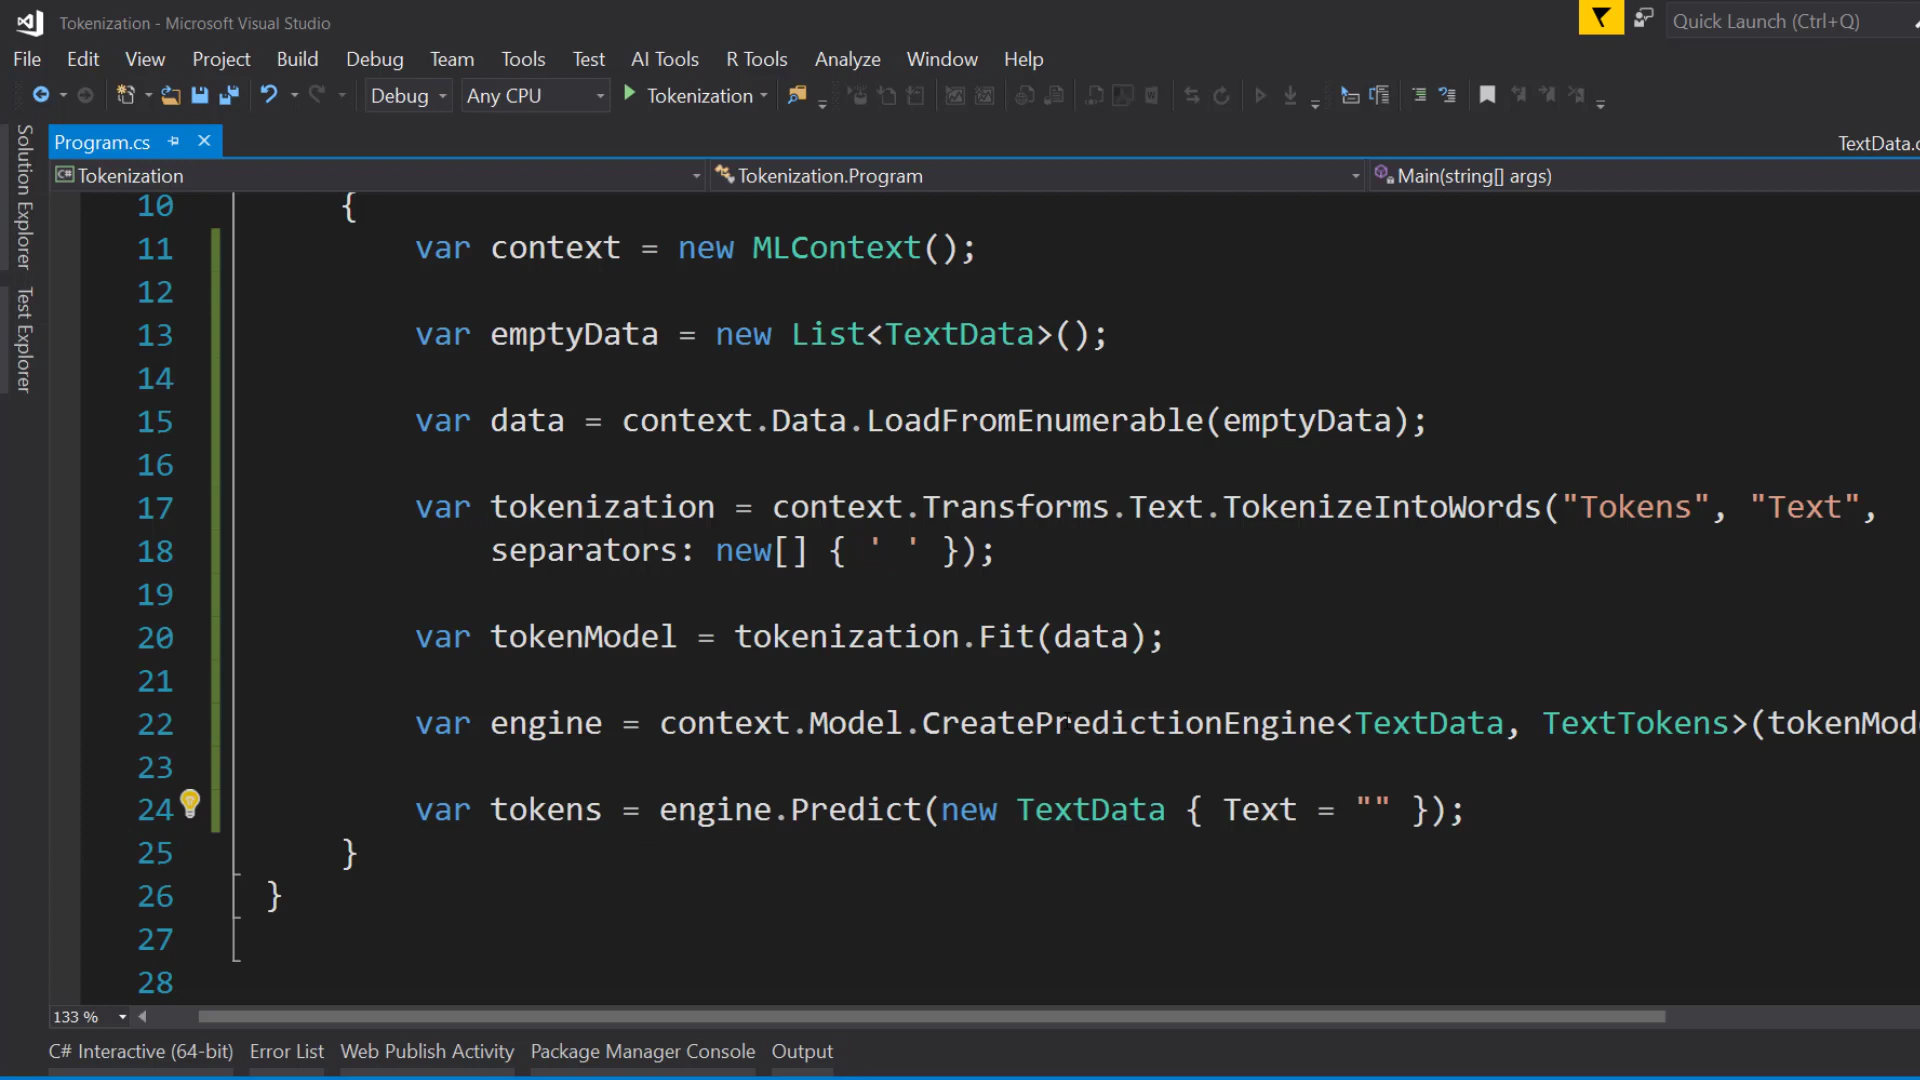 Tokenization - Microsoft Visual Studio
Quick Launch (Ctrl+Q)
File Edit View Project Build Debug Team Tools Test AI Tools R Tools Analyze Window Help
Debug Any CPU Tokenization
Solution Explorer
Test Explorer
Program.cs
TextData.c
Tokenization Tokenization.Program Main(string[] args)
10 {
11 var context = new MLContext();
12
13 var emptyData = new List<TextData>();
14
15 var data = context.Data.LoadFromEnumerable(emptyData);
16
17 var tokenization = context.Transforms.Text.TokenizeIntoWords("Tokens", "Text",
18 separators: new[] { ' ' });
19
20 var tokenModel = tokenization.Fit(data);
21
22 var engine = context.Model.CreatePredictionEngine<TextData, TextTokens>(tokenMod
23
24 var tokens = engine.Predict(new TextData { Text = "" });
25 }
26 }
27
28
133 %
C# Interactive (64-bit) Error List Web Publish Activity Package Manager Console Output